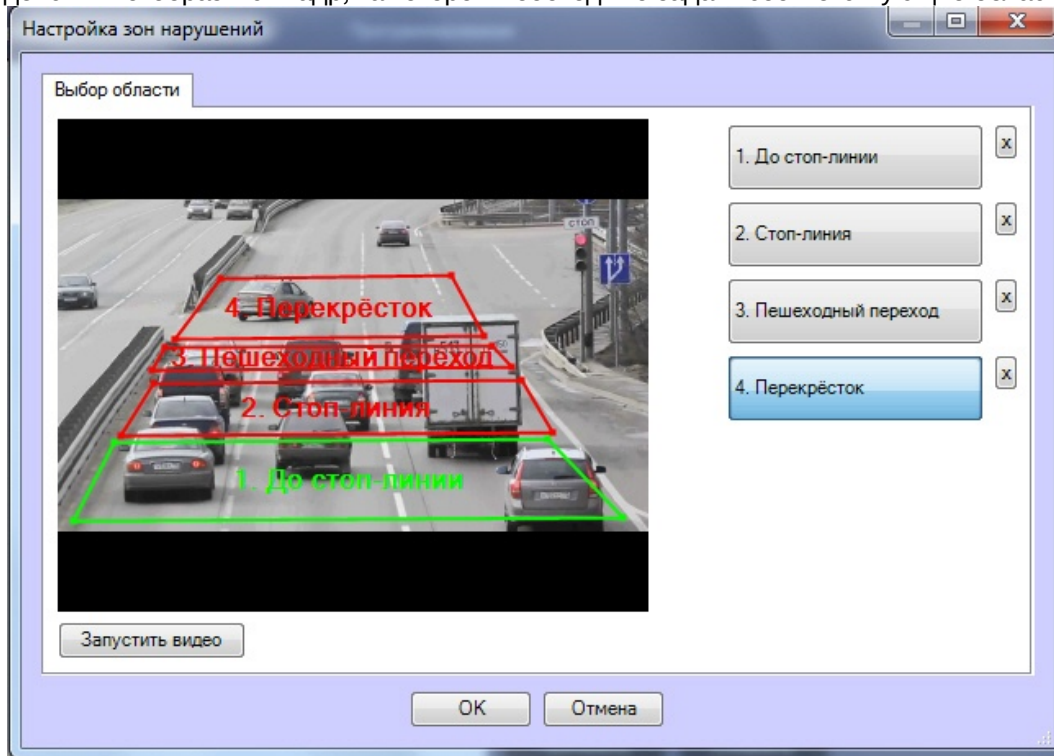 Настройка зон нарушений
Выбор области
стоп
4. Перекрёсток
3. Пешеходный переход
2. Стоп-линия
1. До стоп-линии
1. До стоп-линии
x
2. Стоп-линия
x
3. Пешеходный переход
x
4. Перекрёсток
x
Запустить видео
OK
Отмена